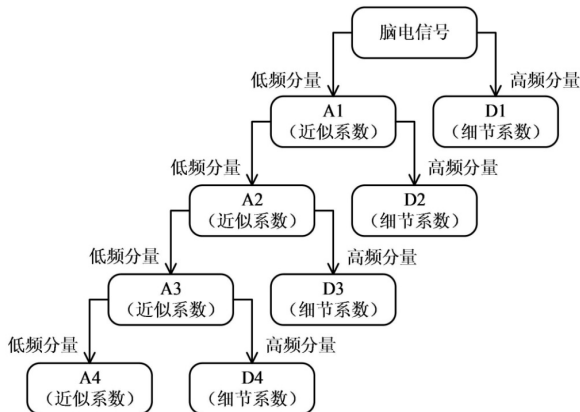 脑电信号
低频分量
高频分量
A1
（近似系数）
D1
（细节系数）
低频分量
高频分量
A2
（近似系数）
D2
（细节系数）
低频分量
高频分量
A3
（近似系数）
D3
（细节系数）
低频分量
高频分量
A4
（近似系数）
D4
（细节系数）